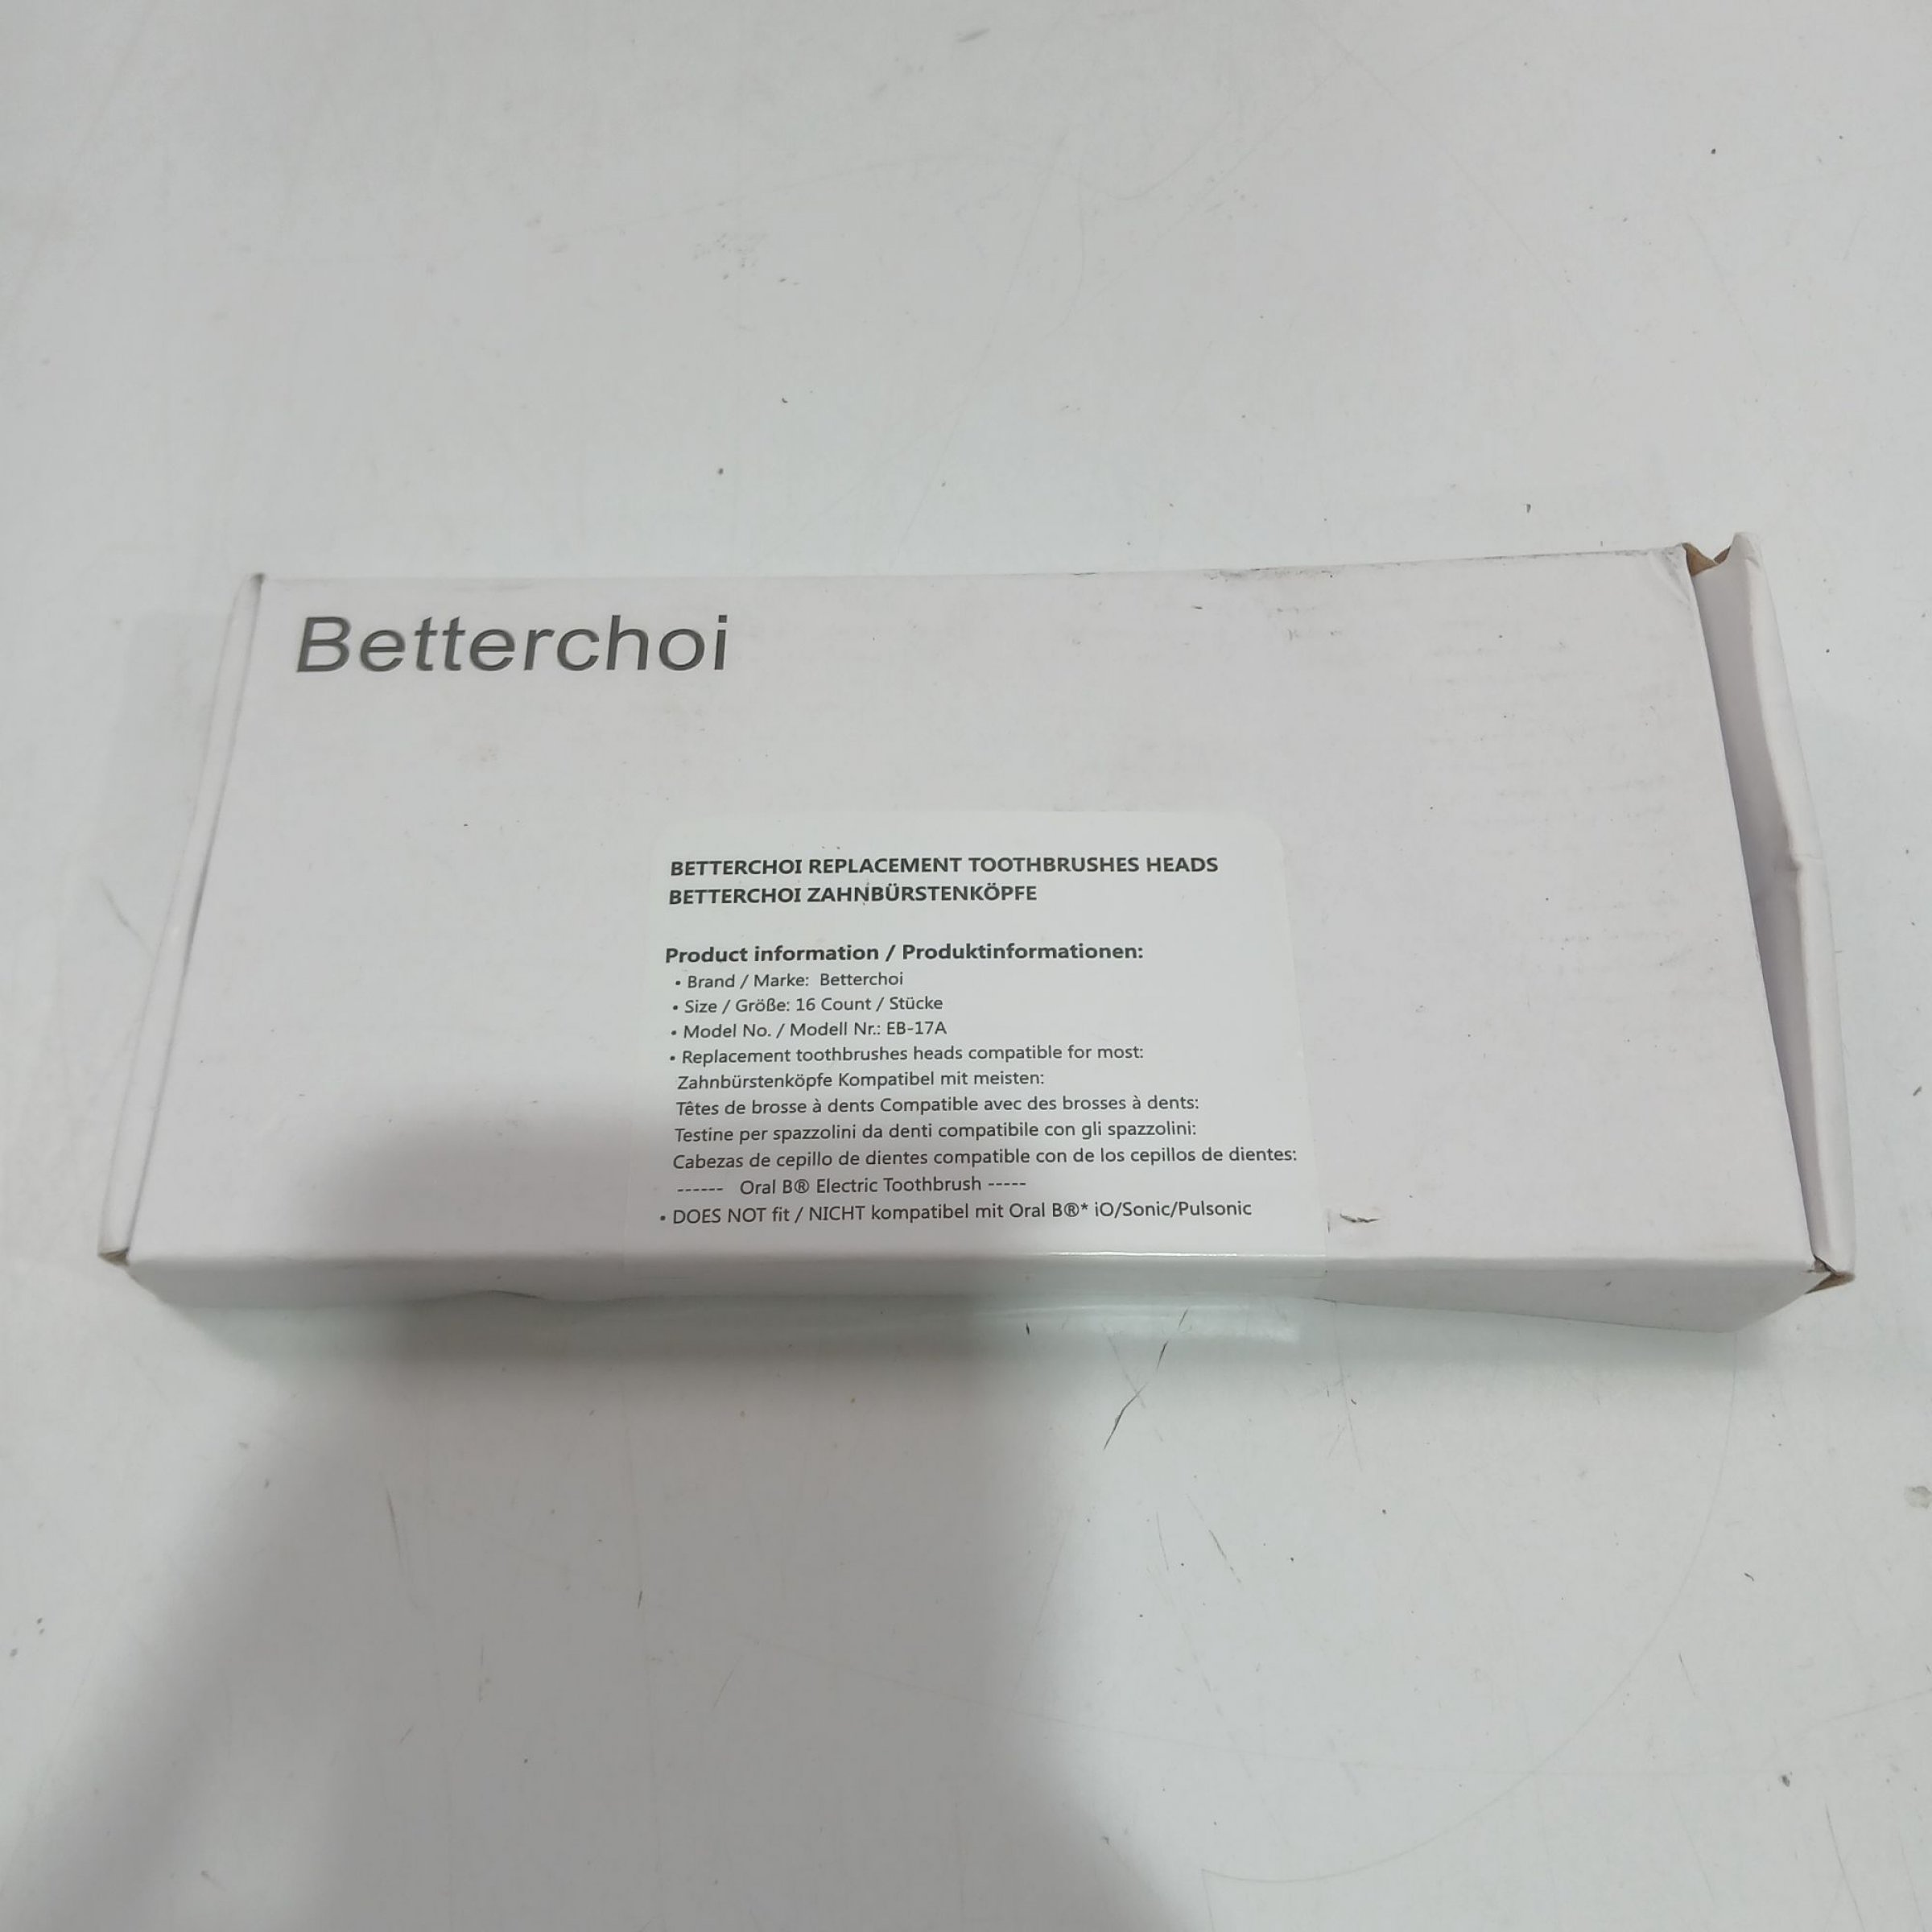 Betterchoi
BETTERCHOI REPLACEMENT TOOTHBRUSHES HEADS
BETTERCHOI ZAHNBÜRSTENKÖPFE
Product information / Produktinformationen:
• Brand / Marke: Betterchoi
• Size / Größe: 16 Count / Stücke
• Model No. / Modell Nr.: EB-17A
• Replacement toothbrushes heads compatible for most:
Zahnbürstenköpfe Kompatibel mit meisten:
Têtes de brosse à dents Compatible avec des brosses à dents:
Testine per spazzolini da denti compatibile con gli spazzolini:
Cabezas de cepillo de dientes compatible con de los cepillos de dientes:
------ Oral B® Electric Toothbrush -----
• DOES NOT fit / NICHT kompatibel mit Oral B®* iO/Sonic/Pulsonic